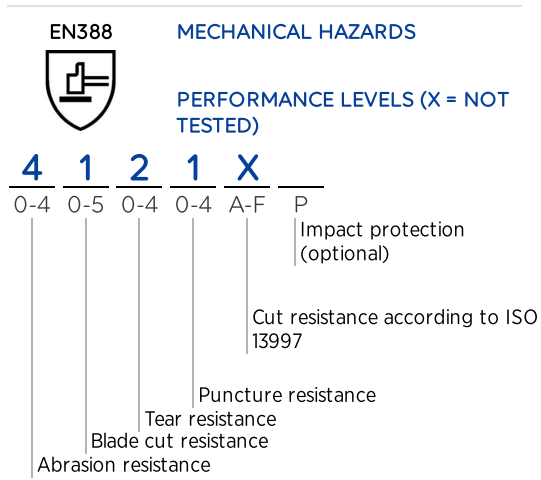 EN388
MECHANICAL HAZARDS
PERFORMANCE LEVELS (X = NOT
TESTED)
4 1 2 1 X
0-4 0-5 0-4 0-4 A-F P
Impact protection
(optional)
Cut resistance according to ISO
13997
Puncture resistance
Tear resistance
Blade cut resistance
Abrasion resistance